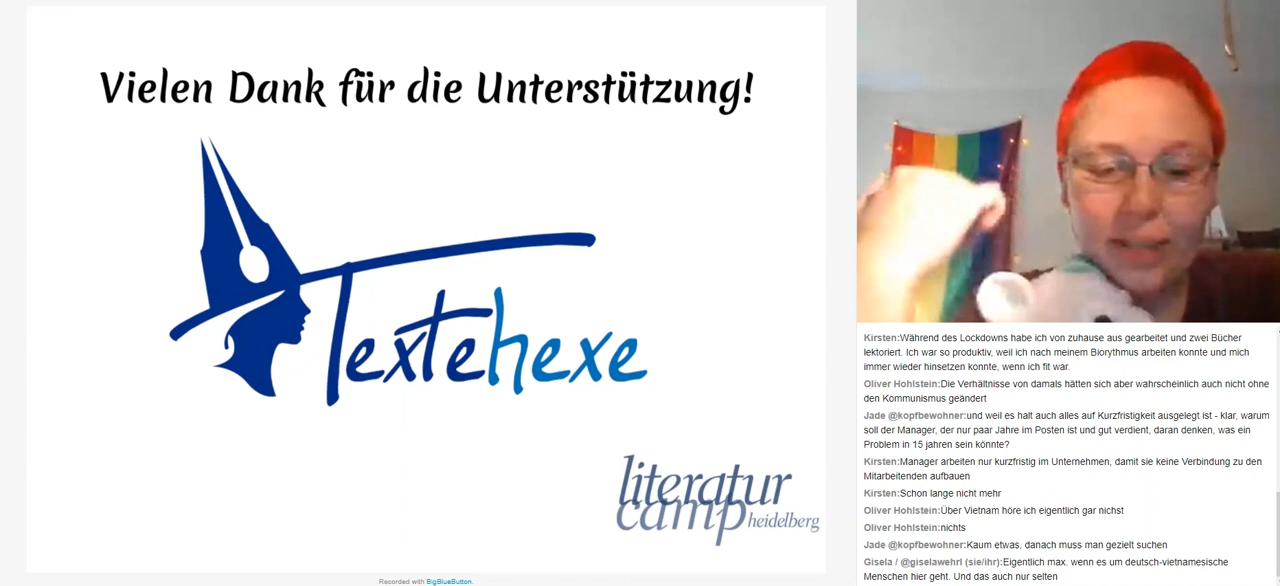 Vielen Dank für die Unterstützung!
Textehexe
literatur
camp heidelberg
Recorded with BigBlueButton.
Kirsten:Während des Lockdowns habe ich von zuhause aus gearbeitet und zwei Bücher
lektoriert. Ich war so produktiv, weil ich nach meinem Biorythmus arbeiten konnte und mich
immer wieder hinsetzen konnte, wenn ich fit war.
Oliver Hohlstein:Die Verhältnisse von damals hätten sich aber wahrscheinlich auch nicht ohne
den Kommunismus geändert
Jade @kopfbewohner:und weil es halt auch alles auf Kurzfristigkeit ausgelegt ist - klar, warum
soll der Manager, der nur paar Jahre im Posten ist und gut verdient, daran denken, was ein
Problem in 15 jahren sein könnte?
Kirsten:Manager arbeiten nur kurzfristig im Unternehmen, damit sie keine Verbindung zu den
Mitarbeitenden aufbauen
Kirsten:Schon lange nicht mehr
Oliver Hohlstein:Über Vietnam höre ich eigentlich gar nichst
Oliver Hohlstein:nichts
Jade @kopfbewohner:Kaum etwas, danach muss man gezielt suchen
Gisela / @giselawehrl (sie/ihr):Eigentlich max. wenn es um deutsch-vietnamesische
Menschen hier geht. Und das auch nur selten